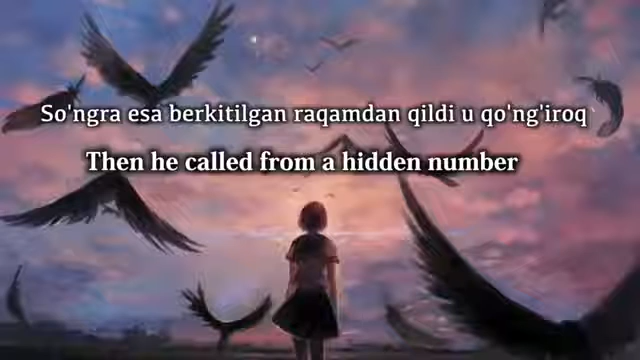 So'ngra esa berkitilgan raqamdan qildi u qo'ng'iroq
Then he called from a hidden number